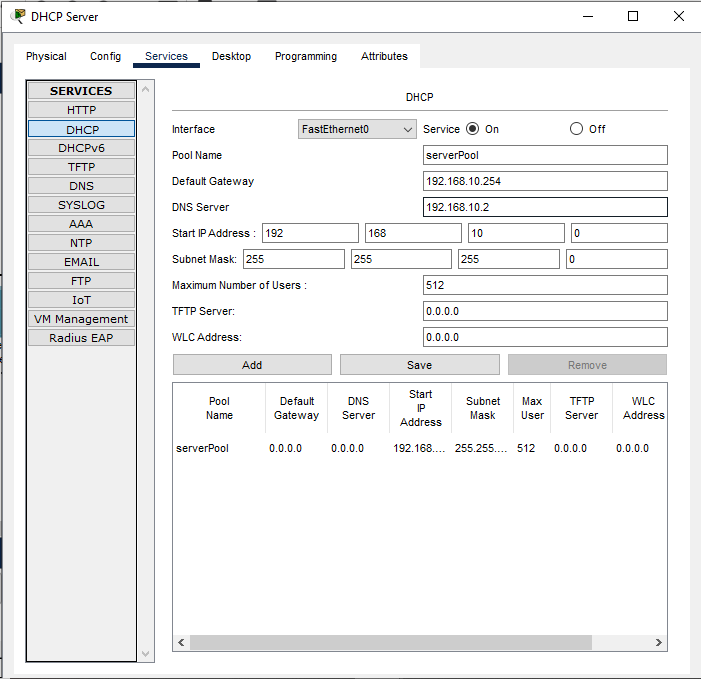 DHCP Server
Physical Config Services Desktop Programming Attributes
SERVICES
HTTP
DHCP
DHCPv6
TFTP
DNS
SYSLOG
AAA
NTP
EMAIL
FTP
IoT
VM Management
Radius EAP
DHCP
Interface FastEthernet0 Service On Off
Pool Name serverPool
Default Gateway 192.168.10.254
DNS Server 192.168.10.2
Start IP Address : 192 168 10 0
Subnet Mask: 255 255 255 0
Maximum Number of Users : 512
TFTP Server: 0.0.0.0
WLC Address: 0.0.0.0
Add Save Remove
Pool Name Default Gateway DNS Server Start IP Address Subnet Mask Max User TFTP Server WLC Address
serverPool 0.0.0.0 0.0.0.0 192.168.... 255.255.... 512 0.0.0.0 0.0.0.0